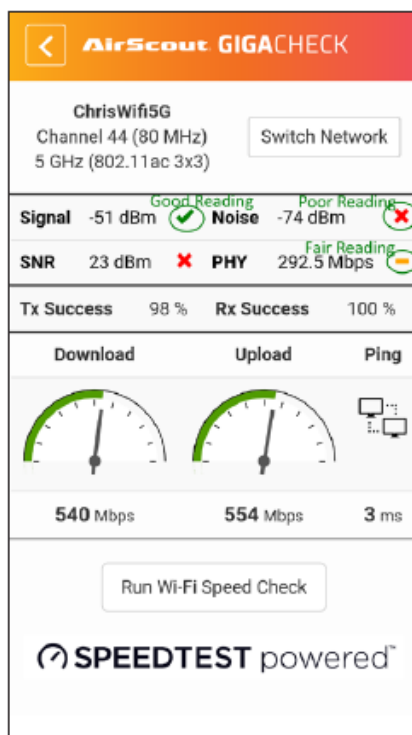 AirScout GIGACHECK
ChrisWifi5G
Channel 44 (80 MHz)
5 GHz (802.11ac 3x3)
Switch Network
Good Reading
Poor Reading
Signal -51 dBm Noise -74 dBm
Fair Reading
SNR 23 dBm PHY 292.5 Mbps
Tx Success 98 % Rx Success 100 %
Download Upload Ping
540 Mbps 554 Mbps 3 ms
Run Wi-Fi Speed Check
SPEEDTEST powered™